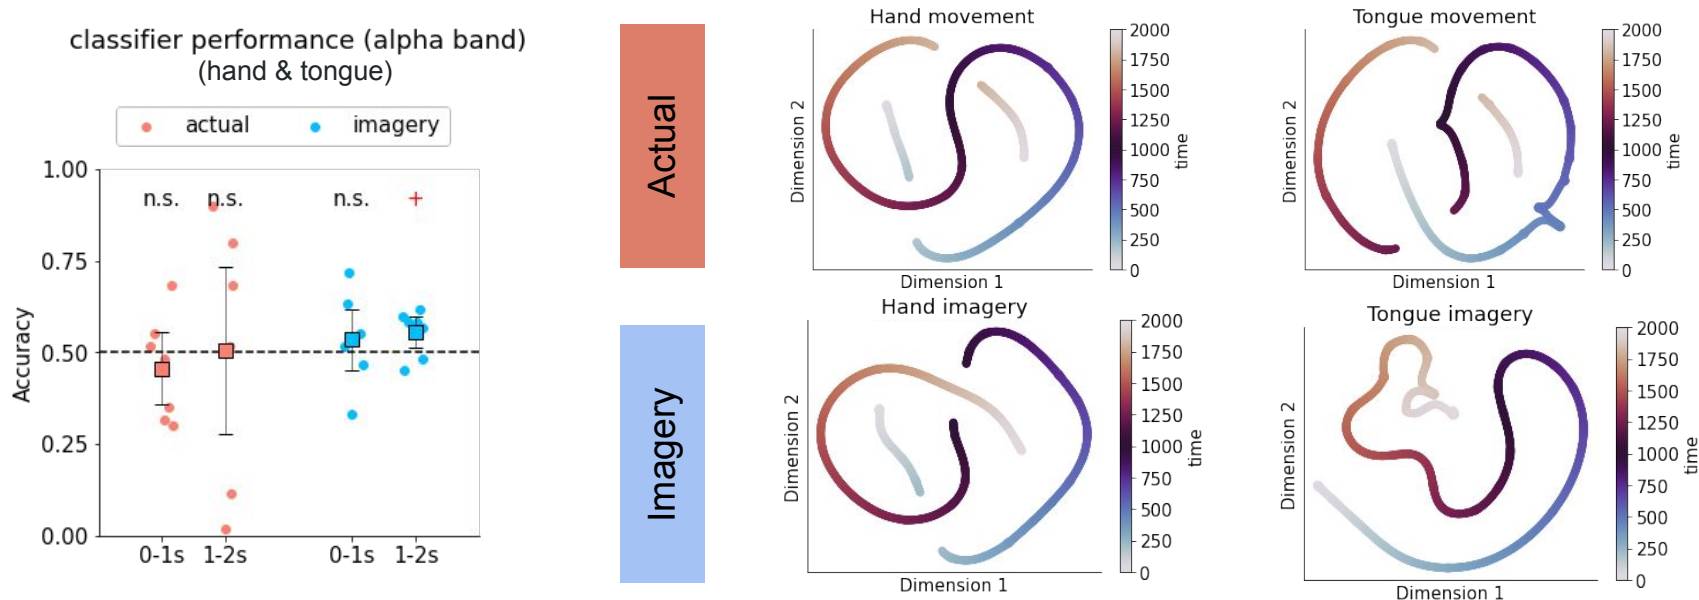 classifier performance (alpha band)
(hand & tongue)
actual
imagery
1.00
0.75
0.50
0.25
0.00
Accuracy
n.s.
n.s.
n.s.
+
0-1s
1-2s
0-1s
1-2s
Actual
Imagery
Hand movement
Dimension 2
Dimension 1
2000
1750
1500
1250
1000
750
500
250
0
time
Tongue movement
Dimension 2
Dimension 1
2000
1750
1500
1250
1000
750
500
250
0
time
Hand imagery
Dimension 2
Dimension 1
2000
1750
1500
1250
1000
750
500
250
0
time
Tongue imagery
Dimension 2
Dimension 1
2000
1750
1500
1250
1000
750
500
250
0
time